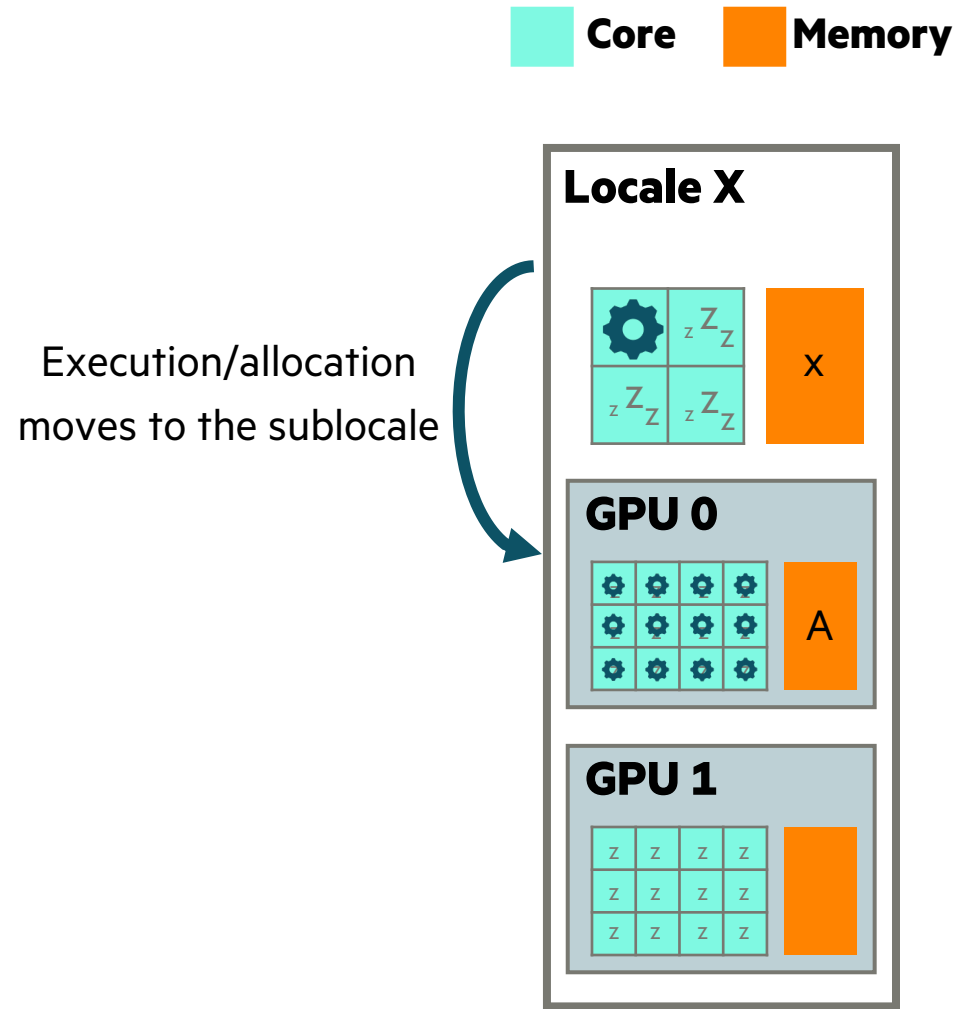 Core Memory
Locale X
z Z z
x
Execution/allocation
moves to the sublocale
z Z z z Z z
GPU 0
A
GPU 1
z z z z
z z z z
z z z z